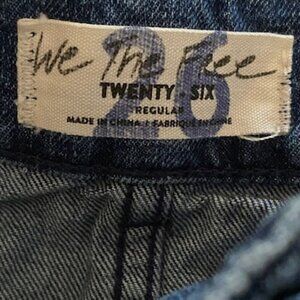 We The Free
26
TWENTY - SIX
REGULAR
MADE IN CHINA / FABRIQUE EN CHINE